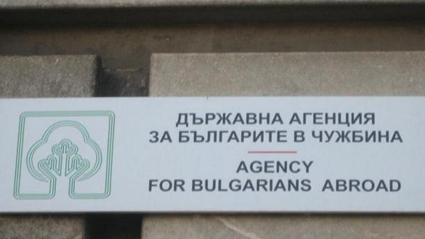 ДЪРЖАВНА АГЕНЦИЯ
ЗА БЪЛГАРИТЕ В ЧУЖБИНА
AGENCY
FOR BULGARIANS ABROAD